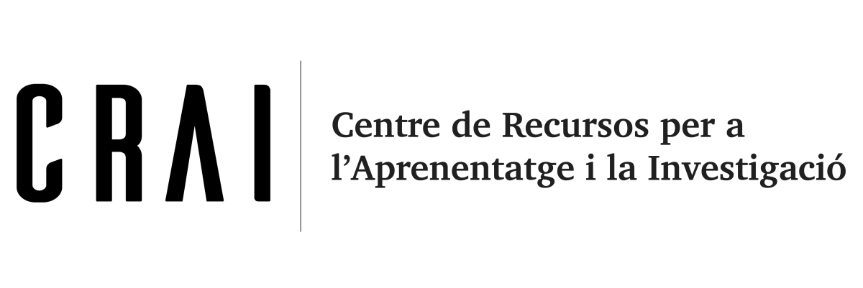 CRAI
Centre de Recursos per a
l’Aprenentatge i la Investigació